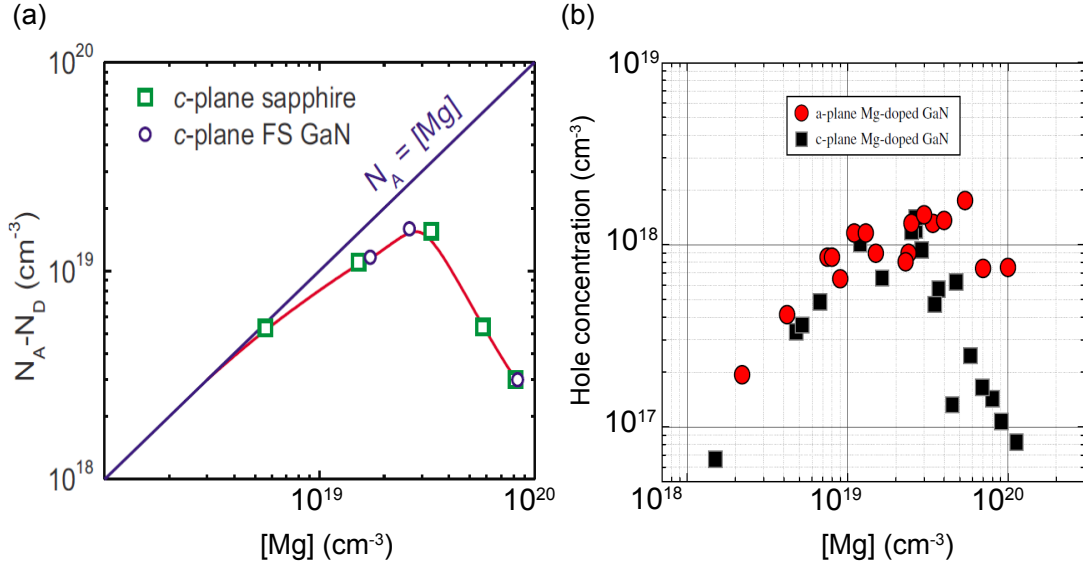 (a)
(b)
10^20
c-plane sapphire
c-plane FS GaN
N_A = [Mg]
N_A-N_D (cm^-3)
10^19
10^18
10^19
10^20
[Mg] (cm^-3)
10^19
a-plane Mg-doped GaN
c-plane Mg-doped GaN
Hole concentration (cm^-3)
10^18
10^17
10^18
10^19
10^20
[Mg] (cm^-3)